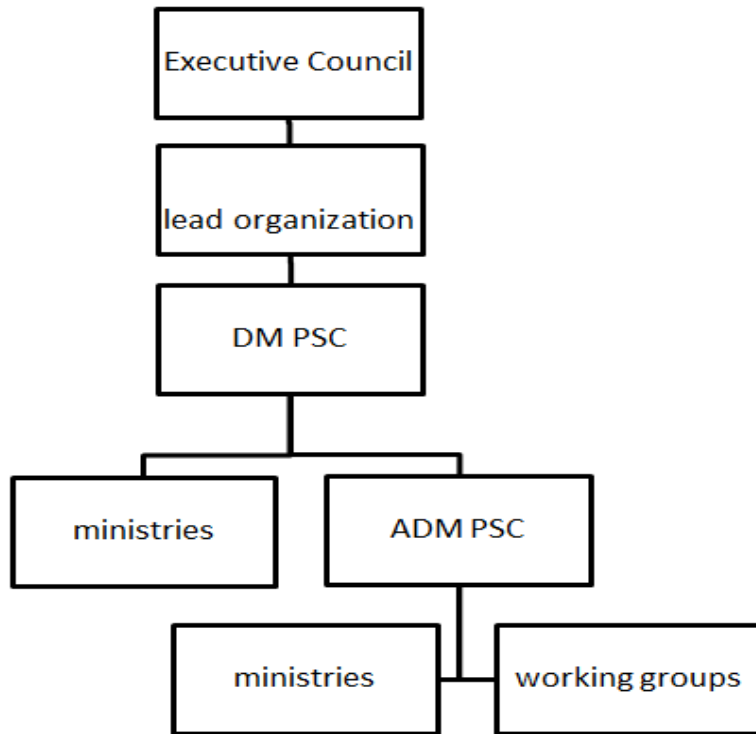 Executive Council
lead organization
DM PSC
ministries
ADM PSC
ministries
working groups